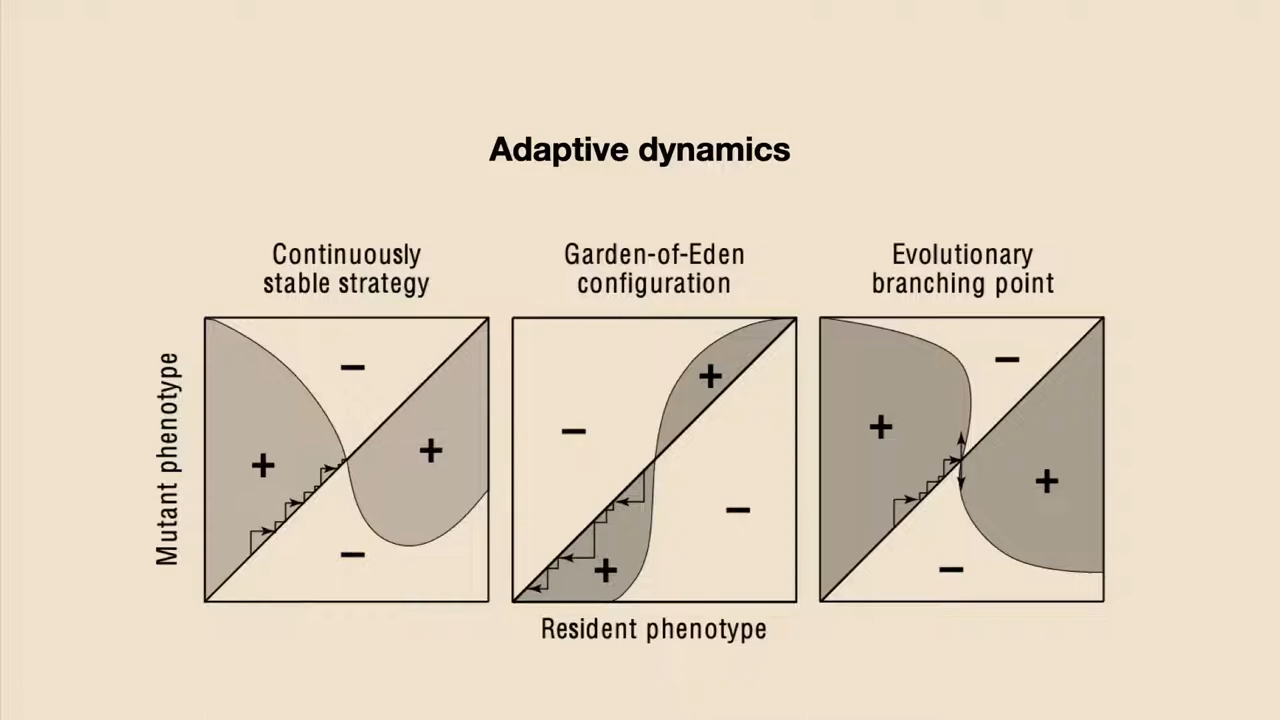 Adaptive dynamics
Continuously
stable strategy
Garden-of-Eden
configuration
Evolutionary
branching point
Mutant phenotype
+
−
+
−
−
+
−
+
+
−
+
−
Resident phenotype